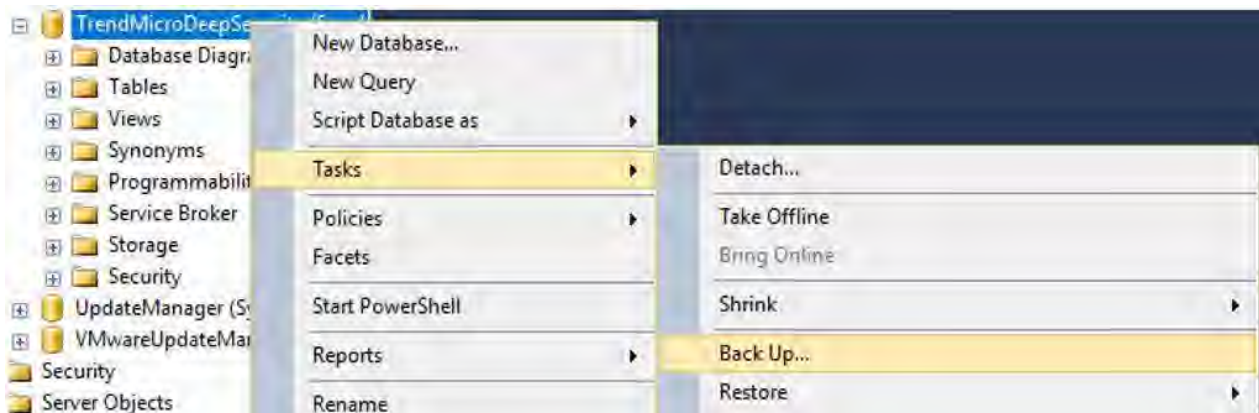 TrendMicroDeepSe
Database Diagra
Tables
Views
Synonyms
Programmabilit
Service Broker
Storage
Security
UpdateManager (Sy
VMwareUpdateMa
Security
Server Objects
New Database...
New Query
Script Database as
Tasks
Policies
Facets
Start PowerShell
Reports
Rename
Detach...
Take Offline
Bring Online
Shrink
Back Up...
Restore